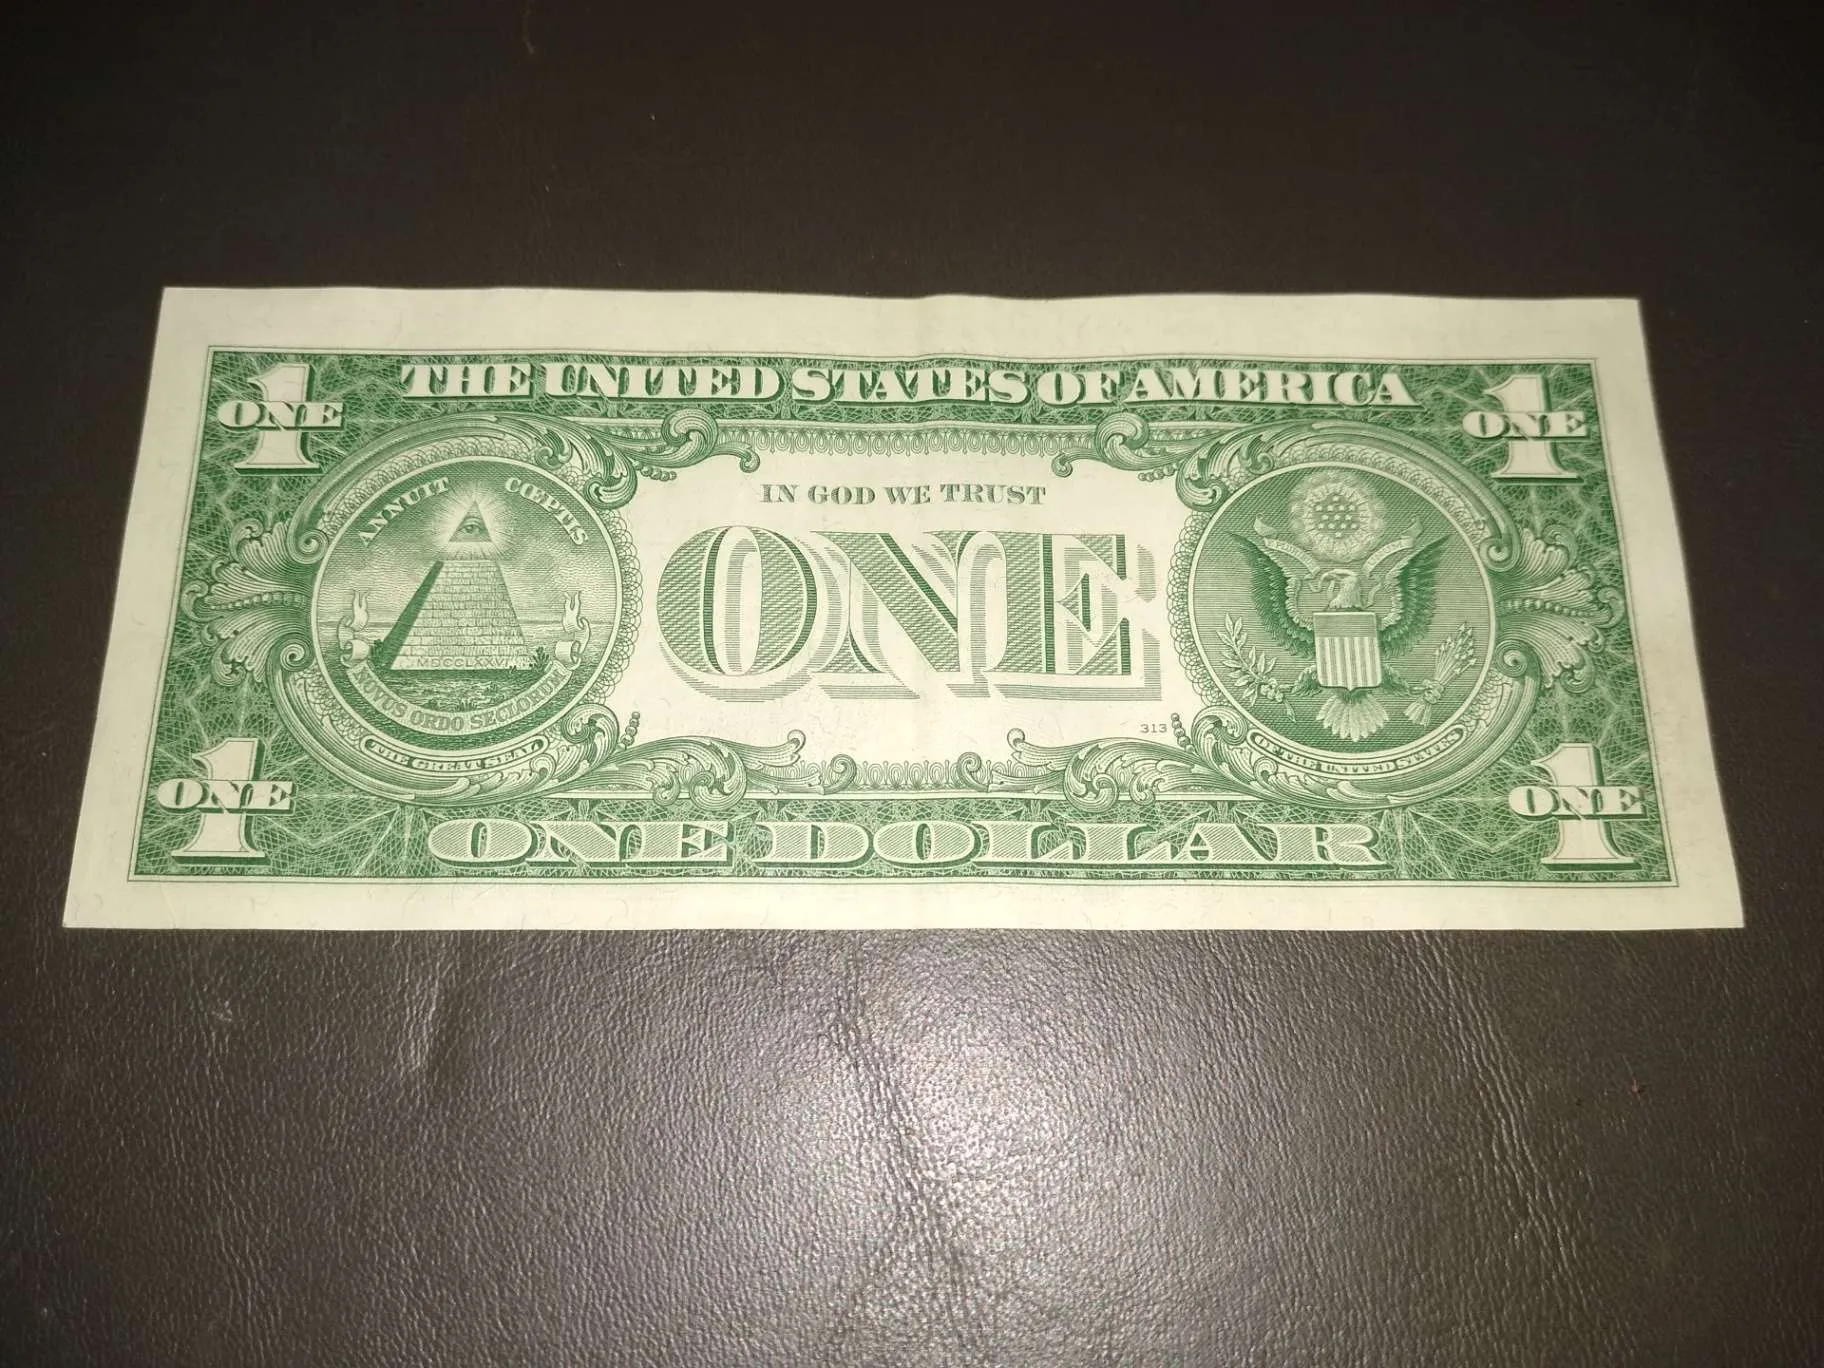 THE UNITED STATES OF AMERICA
1
ONE
1
ONE
ANNUIT CŒPTIS
IN GOD WE TRUST
ONE
MDCCLXXVI
NOVUS ORDO SECLORUM
THE GREAT SEAL
313
OF THE UNITED STATES
1
ONE
1
ONE
ONE DOLLAR